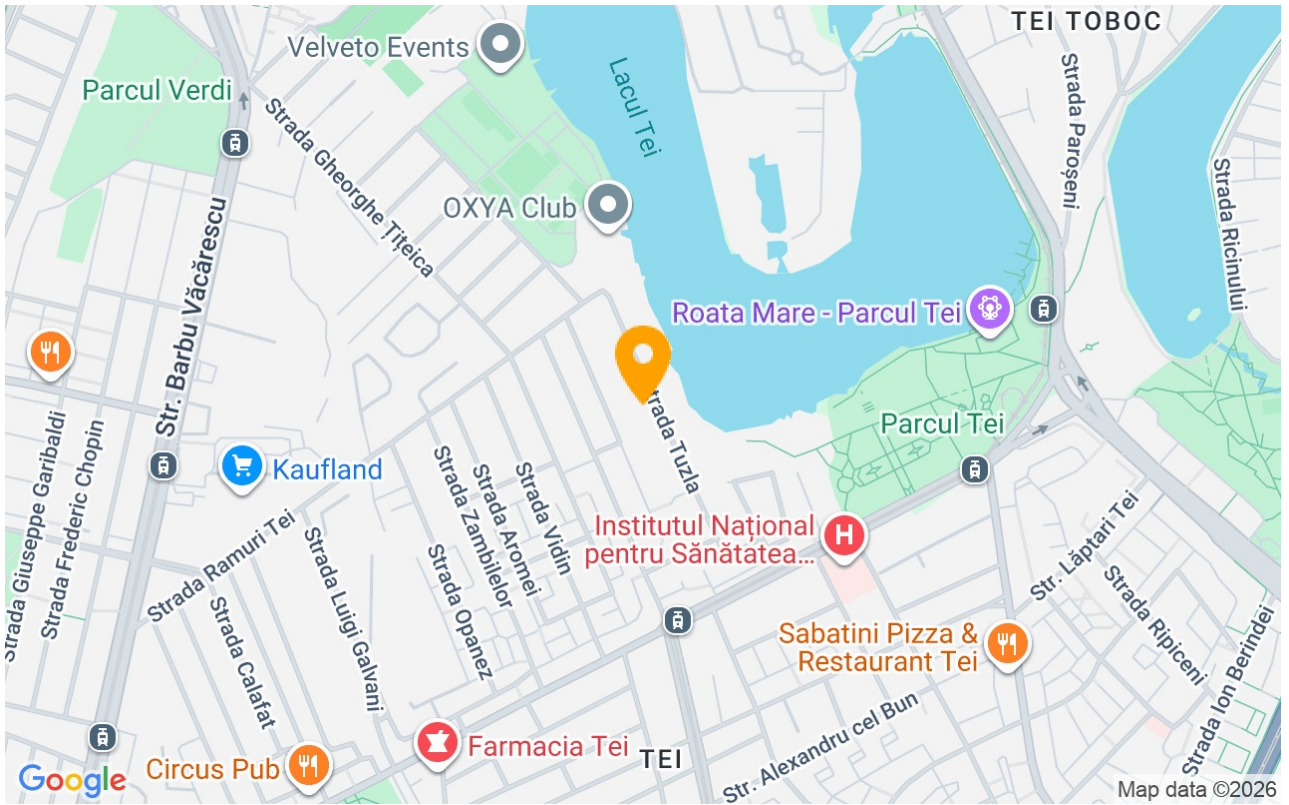 TEI TOBOC
Velveto Events
Parcul Verdi
Lacul Tei
Strada Paroșeni
Strada Gheorghe Țițeica
Strada Ricinului
OXYA Club
Str. Barbu Văcărescu
Roata Mare - Parcul Tei
Parcul Tei
trada Tuzla
Strada Giuseppe Garibaldi
Strada Frederic Chopin
Kaufland
Strada Zambilelor
Strada Aromei
Strada Vidin
Institutul Național
pentru Sănătatea...
Str. Lăptari Tei
Strada Ramuri Tei
Strada Luigi Galvani
Strada Opanez
Strada Ripiceni
Strada Calafat
Sabatini Pizza &
Restaurant Tei
Strada Ion Berindei
Str. Alexandru cel Bun
Farmacia Tei
TEI
Circus Pub
Google
Map data ©2026